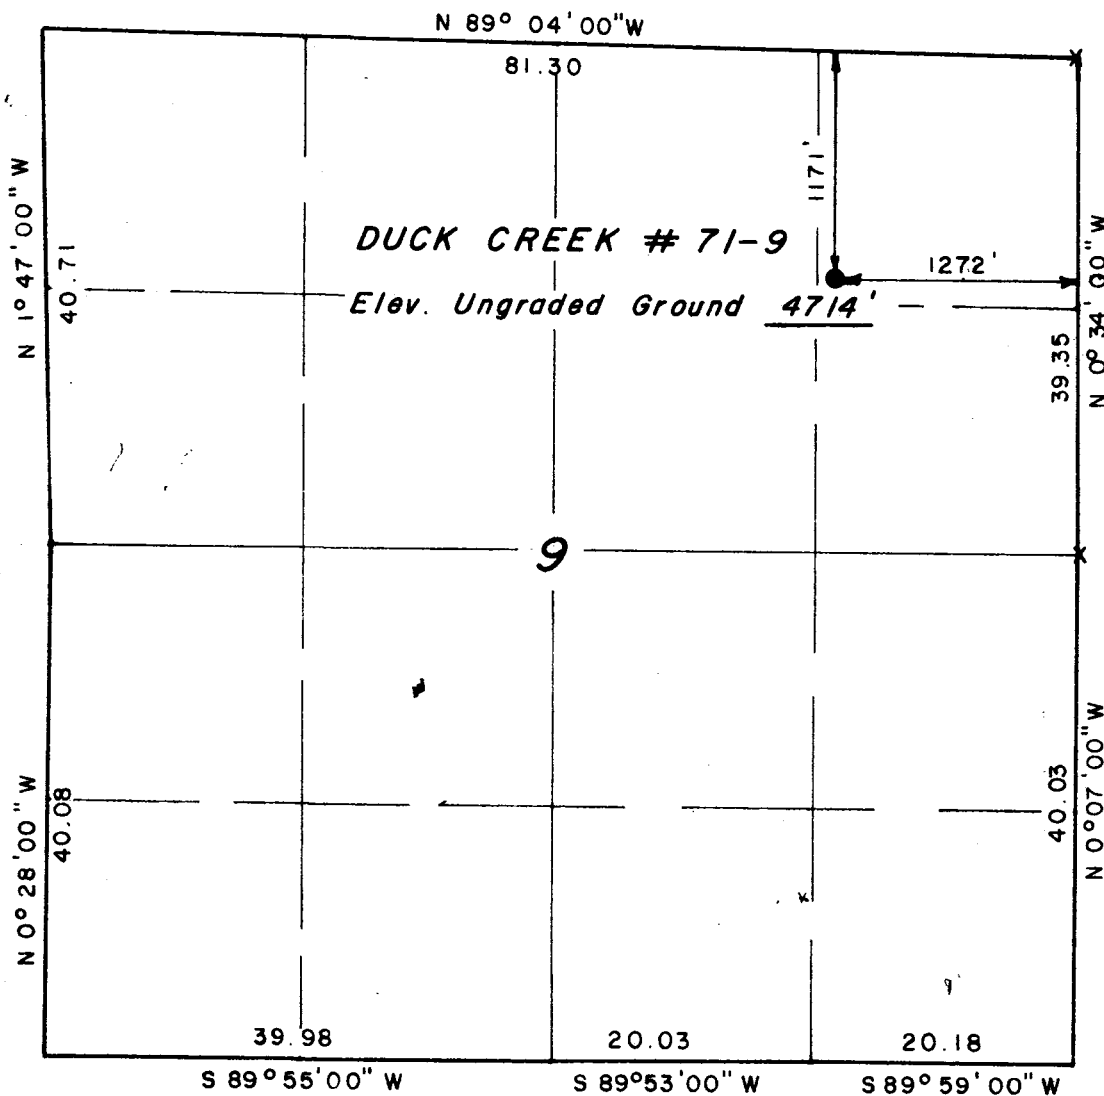 N 89° 04' 00" W
81.30
1171'
N 1° 47' 00" W
40.71
DUCK CREEK # 71-9
1272'
Elev. Ungraded Ground 4714'
N 0° 34' 00" W
39.35
9
N 0° 28' 00" W
40.08
40.03
N 0° 07' 00" W
39.98
20.03
20.18
S 89° 55' 00" W
S 89° 53' 00" W
S 89° 59' 00" W